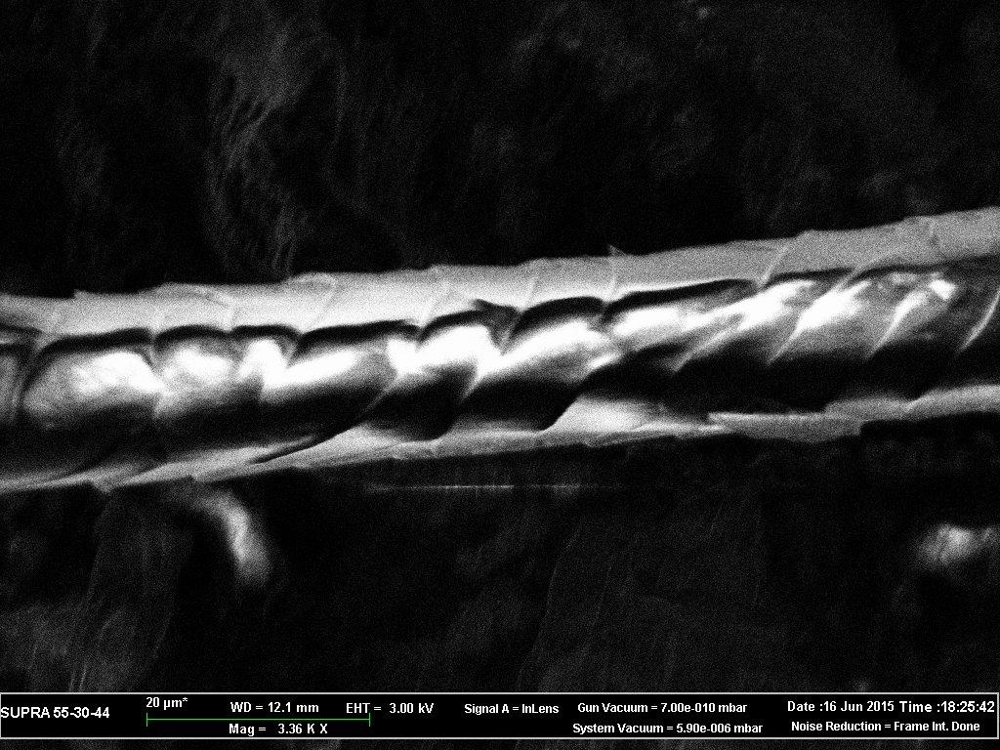 SUPRA 55-30-44
20 µm*
Mag = 3.36 K X
WD = 12.1 mm
EHT = 3.00 kV
Signal A = InLens
Gun Vacuum = 7.00e-010 mbar
System Vacuum = 5.90e-006 mbar
Date :16 Jun 2015 Time :18:25:42
Noise Reduction = Frame Int. Done